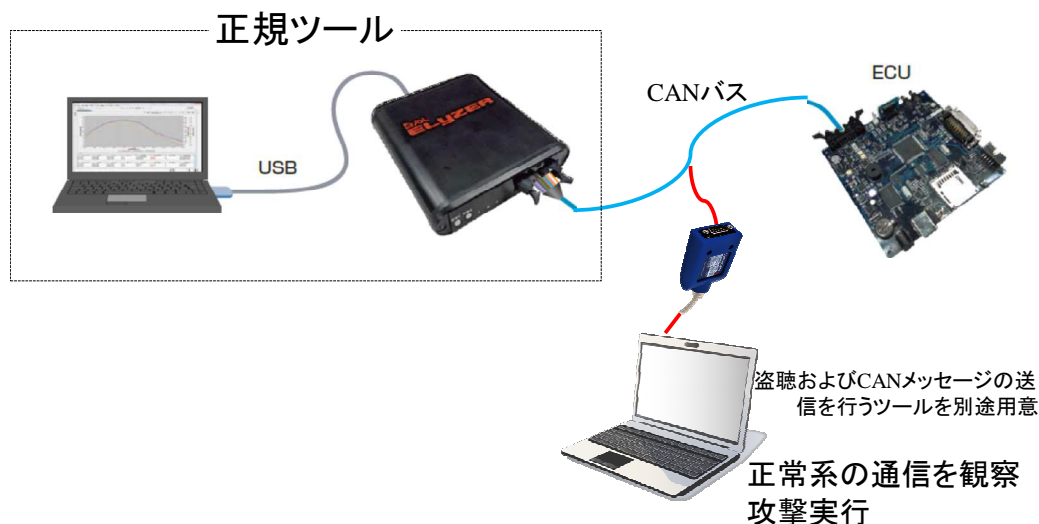 正規ツール
USB
ELYZER
CANバス
ECU
盗聴およびCANメッセージの送
信を行うツールを別途用意
正常系の通信を観察
攻撃実行